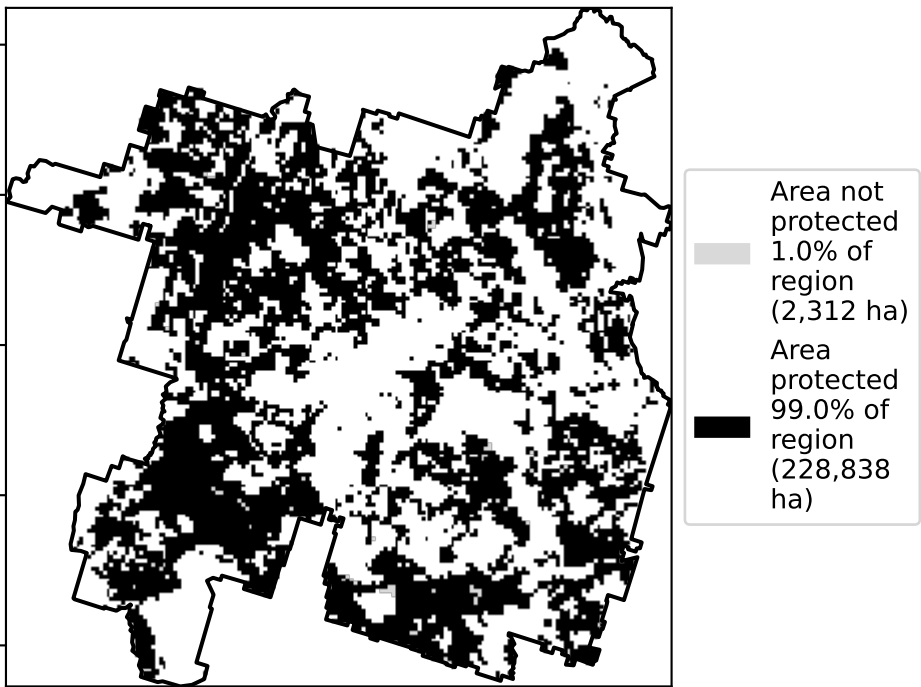 Area not
protected
1.0% of
region
(2,312 ha)
Area
protected
99.0% of
region
(228,838
ha)